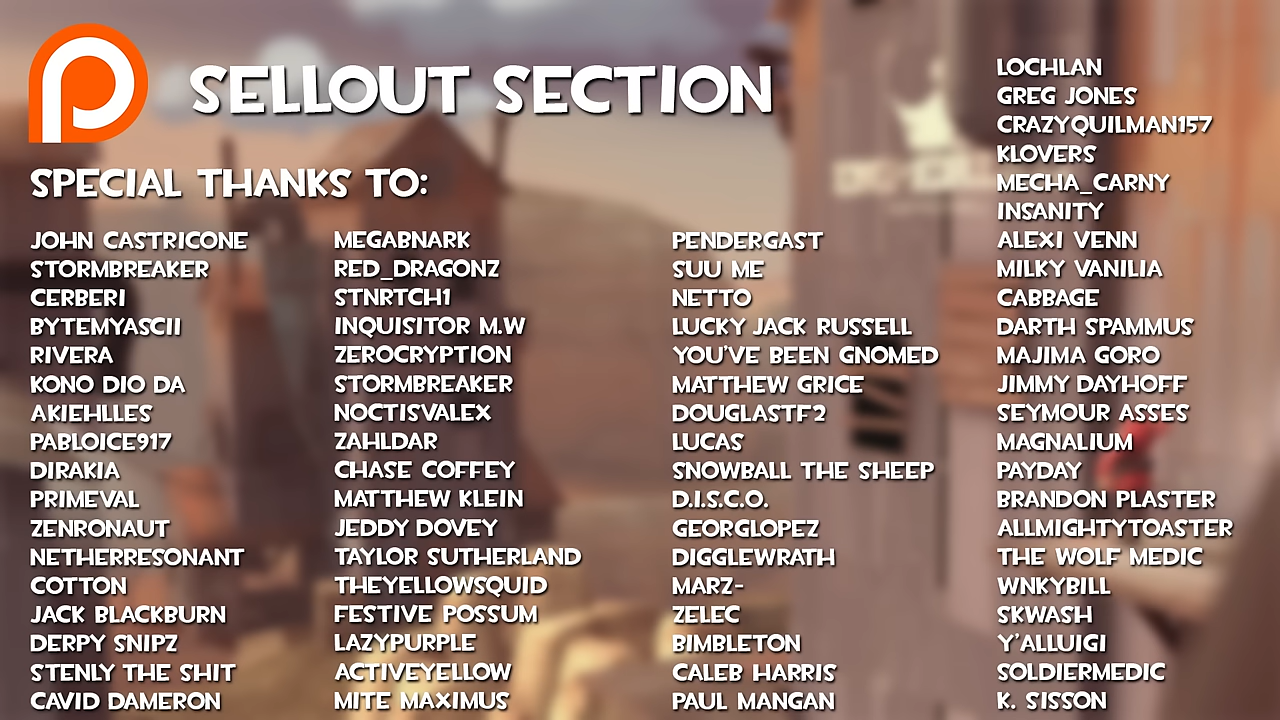 SELLOUT SECTION
SPECIAL THANKS TO:
JOHN CASTRICONE
STORMBREAKER
CERBERI
BYTEMYASCII
RIVERA
KONO DIO DA
AKIEHLLES
PABLOICE917
DIRAKIA
PRIMEVAL
ZENRONAUT
NETHERRESONANT
COTTON
JACK BLACKBURN
DERPY SNIPZ
STENLY THE SHIT
CAVID DAMERON
MEGABNARK
RED_DRAGONZ
STNRTCH1
INQUISITOR M.W
ZEROCRYPTION
STORMBREAKER
NOCTISVALEX
ZAHLDAR
CHASE COFFEY
MATTHEW KLEIN
JEDDY DOVEY
TAYLOR SUTHERLAND
THEYELLOWSQUID
FESTIVE POSSUM
LAZYPURPLE
ACTIVEYELLOW
MITE MAXIMUS
PENDERGAST
SUU ME
NETTO
LUCKY JACK RUSSELL
YOU'VE BEEN GNOMED
MATTHEW GRICE
DOUGLASTF2
LUCAS
SNOWBALL THE SHEEP
D.I.S.C.O.
GEORGLOPEZ
DIGGLEWRATH
MARZ-
ZELEC
BIMBLETON
CALEB HARRIS
PAUL MANGAN
LOCHLAN
GREG JONES
CRAZYQUILMAN157
KLOVERS
MECHA_CARNY
INSANITY
ALEXI VENN
MILKY VANILIA
CABBAGE
DARTH SPAMMUS
MAJIMA GORO
JIMMY DAYHOFF
SEYMOUR ASSES
MAGNALIUM
PAYDAY
BRANDON PLASTER
ALLMIGHTYTOASTER
THE WOLF MEDIC
WNKYBILL
SKWASH
Y'ALLUIGI
SOLDIERMEDIC
K. SISSON